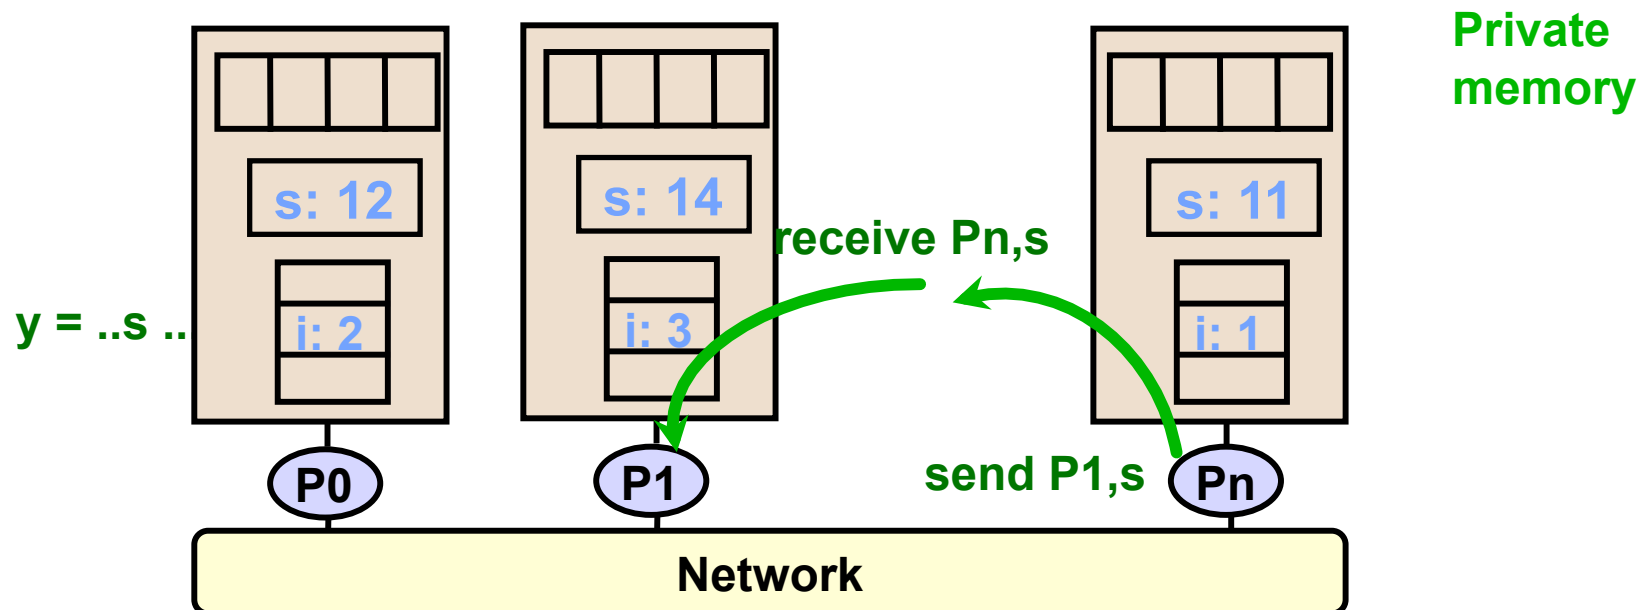 Private
memory
s: 12
s: 14
s: 11
receive Pn,s
y = ..s ..
i: 2
i: 3
i: 1
send P1,s
P0
P1
Pn
Network